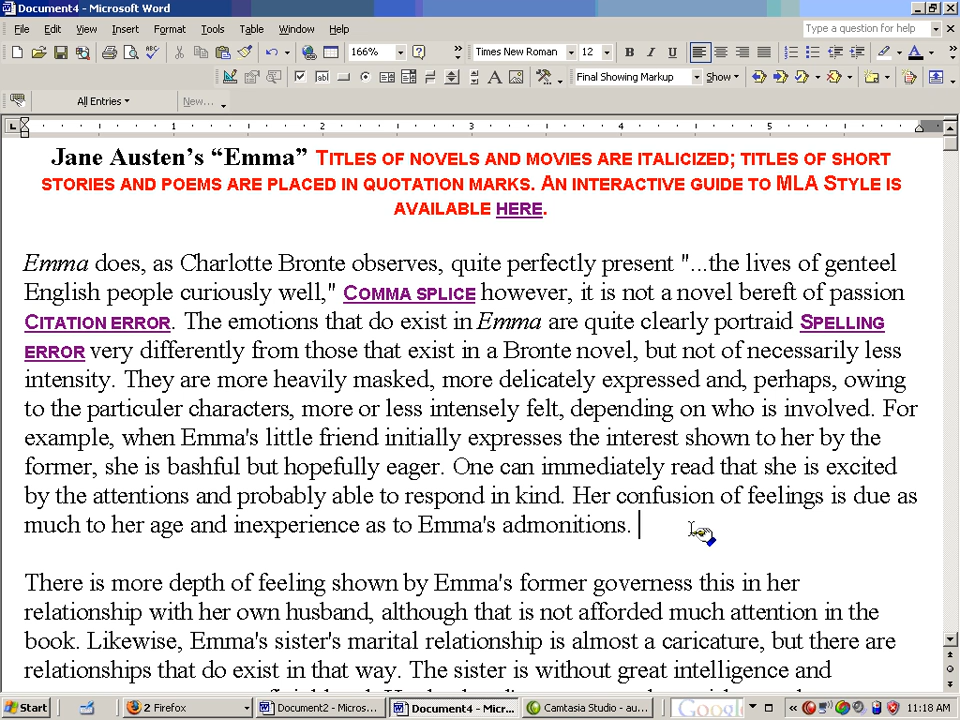 Document4 - Microsoft Word
File Edit View Insert Format Tools Table Window Help
Type a question for help
166% Times New Roman 12 B I U
Final Showing Markup Show
All Entries New...
1 2 3 4 5
Jane Austen's “Emma” TITLES OF NOVELS AND MOVIES ARE ITALICIZED; TITLES OF SHORT
STORIES AND POEMS ARE PLACED IN QUOTATION MARKS. AN INTERACTIVE GUIDE TO MLA STYLE IS
AVAILABLE HERE.
Emma does, as Charlotte Bronte observes, quite perfectly present "...the lives of genteel
English people curiously well," COMMA SPLICE however, it is not a novel bereft of passion
CITATION ERROR. The emotions that do exist in Emma are quite clearly portraid SPELLING
ERROR very differently from those that exist in a Bronte novel, but not of necessarily less
intensity. They are more heavily masked, more delicately expressed and, perhaps, owing
to the particuler characters, more or less intensely felt, depending on who is involved. For
example, when Emma's little friend initially expresses the interest shown to her by the
former, she is bashful but hopefully eager. One can immediately read that she is excited
by the attentions and probably able to respond in kind. Her confusion of feelings is due as
much to her age and inexperience as to Emma's admonitions.
There is more depth of feeling shown by Emma's former governess this in her
relationship with her own husband, although that is not afforded much attention in the
book. Likewise, Emma's sister's marital relationship is almost a caricature, but there are
relationships that do exist in that way. The sister is without great intelligence and
Start 2 Firefox Document2 - Micros... Document4 - Micr... Camtasia Studio - au... Google 11:18 AM